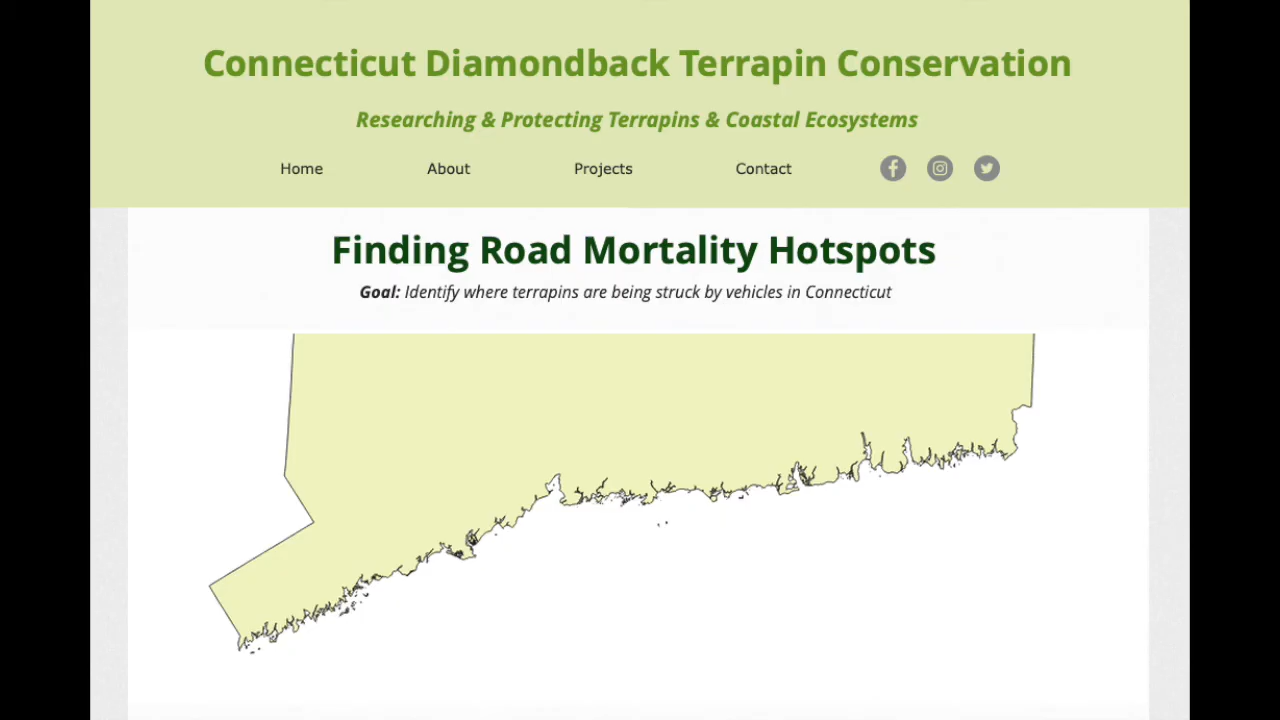 Connecticut Diamondback Terrapin Conservation
Researching & Protecting Terrapins & Coastal Ecosystems
Home About Projects Contact
Finding Road Mortality Hotspots
Goal: Identify where terrapins are being struck by vehicles in Connecticut